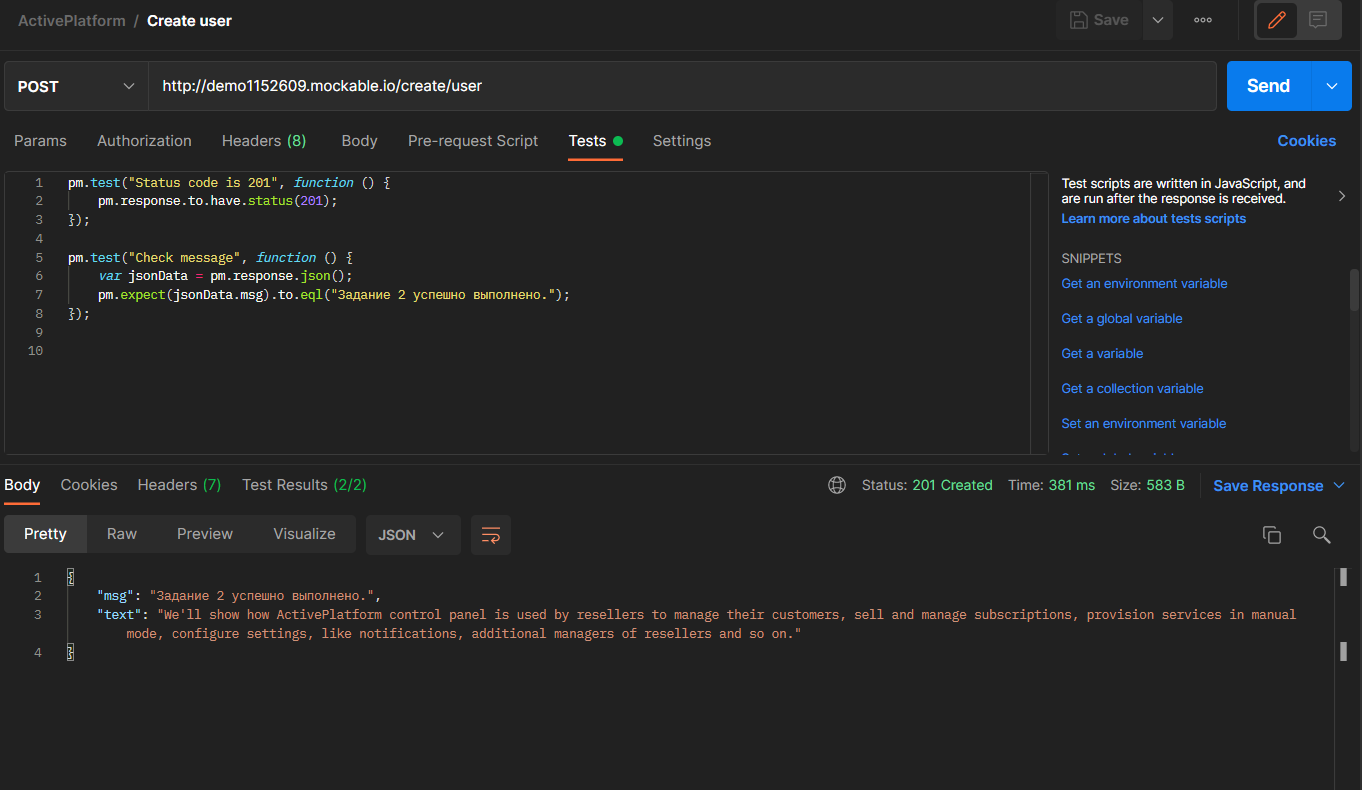 ActivePlatform / Create user
Save
POST
http://demo1152609.mockable.io/create/user
Send
Params Authorization Headers (8) Body Pre-request Script Tests Settings Cookies
1 pm.test("Status code is 201", function () {
2 pm.response.to.have.status(201);
3 });
4
5 pm.test("Check message", function () {
6 var jsonData = pm.response.json();
7 pm.expect(jsonData.msg).to.eql("Задание 2 успешно выполнено.");
8 });
9
10
Test scripts are written in JavaScript, and
are run after the response is received.
Learn more about tests scripts
SNIPPETS
Get an environment variable
Get a global variable
Get a variable
Get a collection variable
Set an environment variable
Body Cookies Headers (7) Test Results (2/2) Status: 201 Created Time: 381 ms Size: 583 B Save Response
Pretty Raw Preview Visualize JSON
1 {
2 "msg": "Задание 2 успешно выполнено.",
3 "text": "We'll show how ActivePlatform control panel is used by resellers to manage their customers, sell and manage subscriptions, provision services in manual
mode, configure settings, like notifications, additional managers of resellers and so on."
4 }